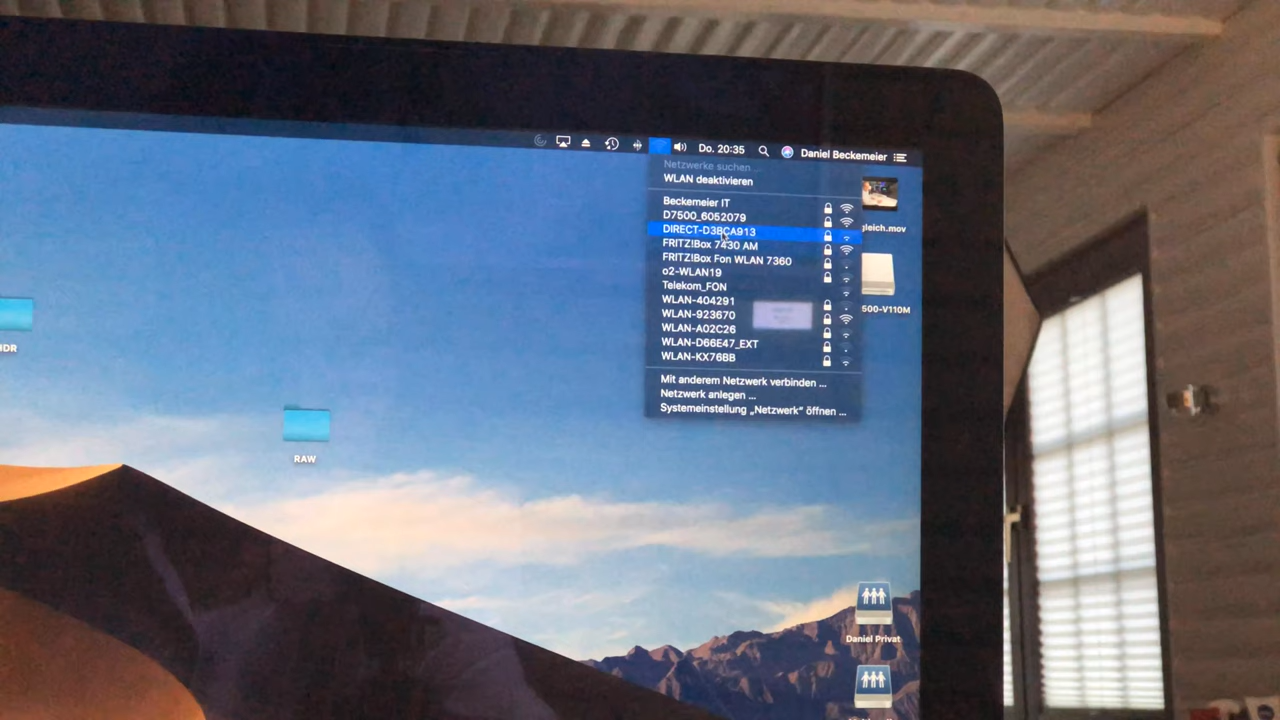 Do. 20:35
Daniel Beckemeier
Netzwerke suchen ...
WLAN deaktivieren
Beckemeier IT
D7500_6052079
DIRECT-D3BCA913
FRITZ!Box 7430 AM
FRITZ!Box Fon WLAN 7360
o2-WLAN19
Telekom_FON
WLAN-404291
WLAN-923670
WLAN-A02C26
WLAN-D66E47_EXT
WLAN-KX76BB
Mit anderem Netzwerk verbinden ...
Netzwerk anlegen ...
Systemeinstellung „Netzwerk“ öffnen ...
gleich.mov
500-V110M
HDR
RAW
Daniel Privat